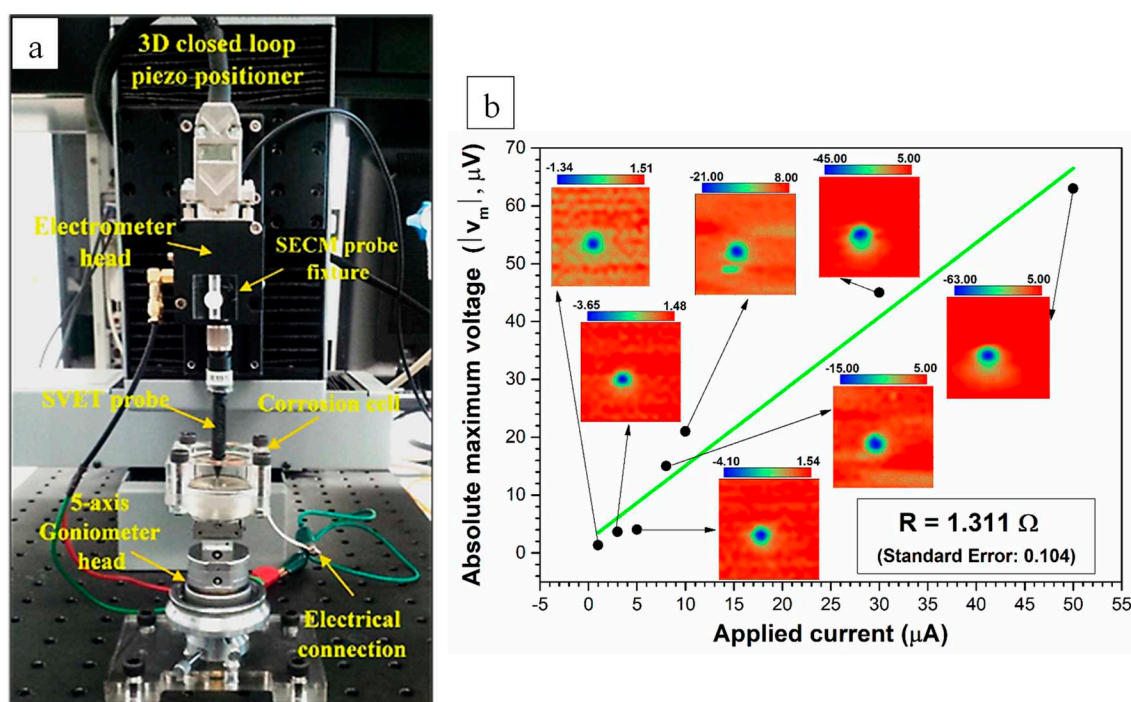 a
3D closed loop
piezo positioner
Electrometer
head
SECM probe
fixture
SVET probe
Corrosion cell
5-axis
Goniometer
head
Electrical
connection
b
Absolute maximum voltage (|vₘ|, μV)
70
60
50
40
30
20
10
0
-1.34 1.51
-21.00 8.00
-45.00 5.00
-3.65 1.48
-63.00 5.00
-15.00 5.00
-4.10 1.54
R = 1.311 Ω
(Standard Error: 0.104)
-5 0 5 10 15 20 25 30 35 40 45 50 55
Applied current (μA)